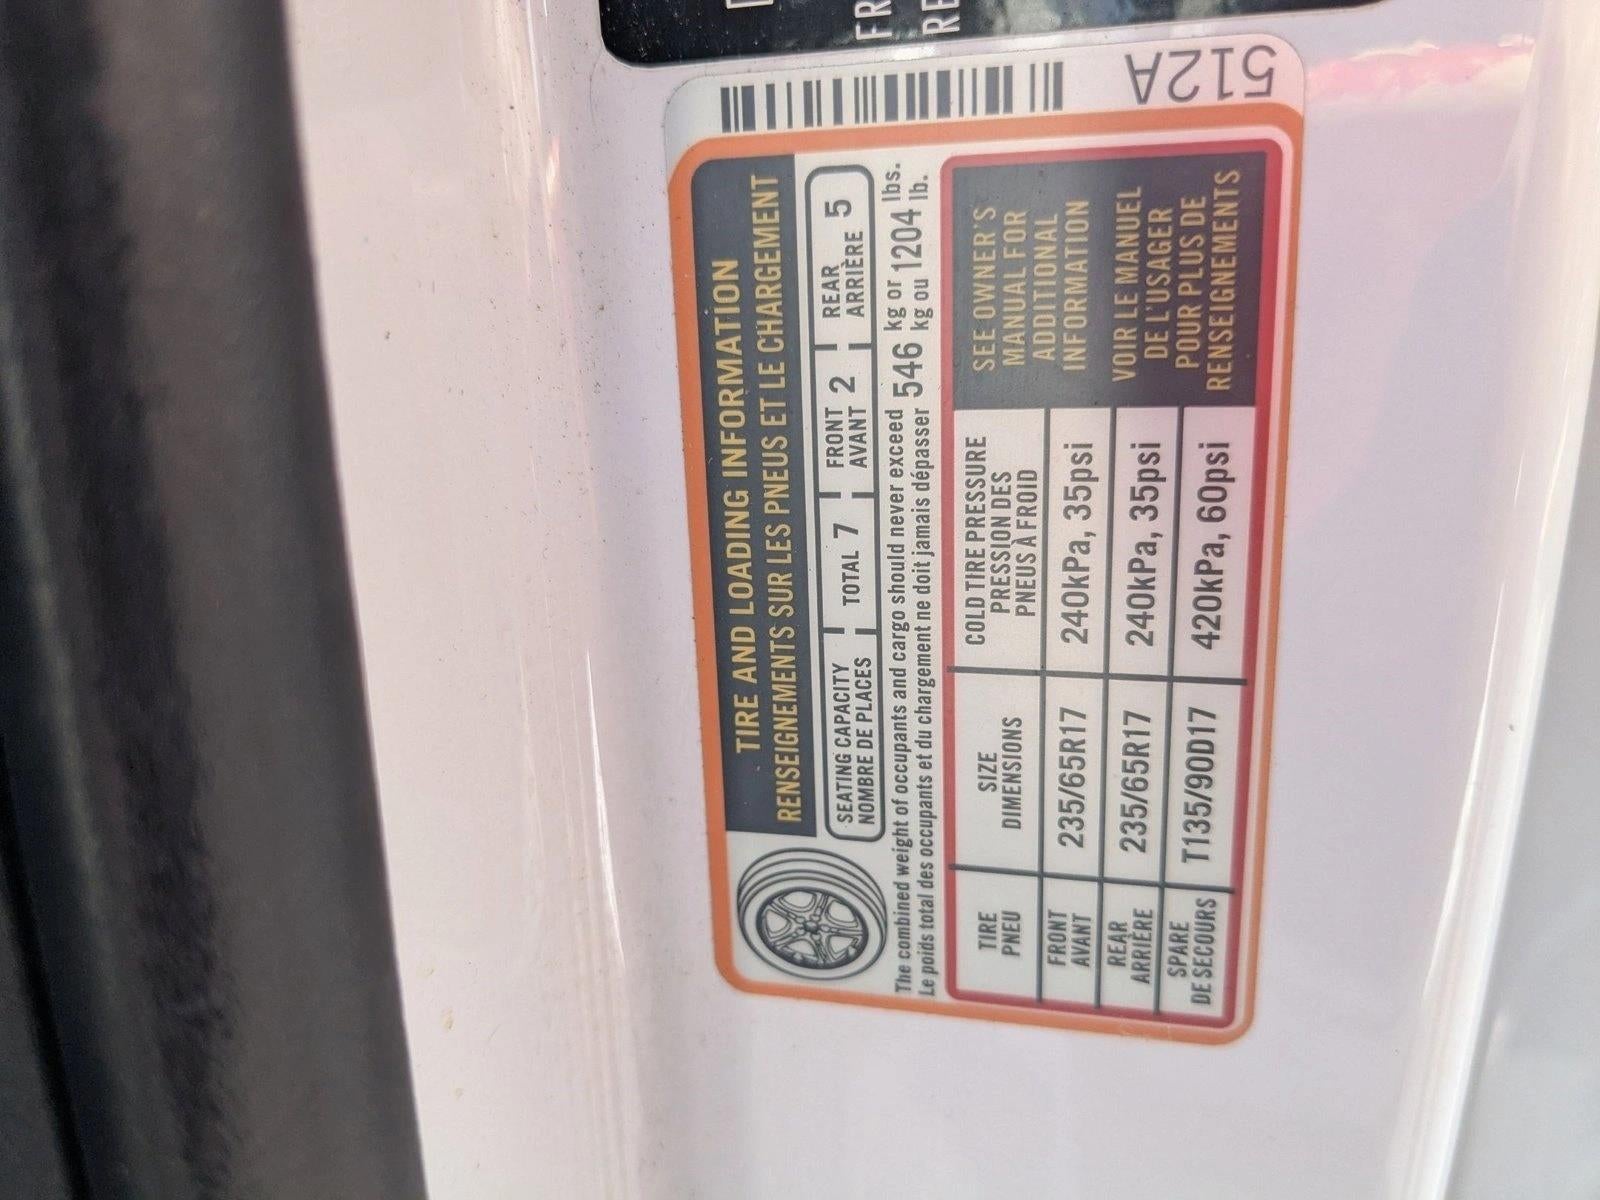 512A
TIRE AND LOADING INFORMATION
RENSEIGNEMENTS SUR LES PNEUS ET LE CHARGEMENT
SEATING CAPACITY
NOMBRE DE PLACES
TOTAL 7
FRONT
AVANT 2
REAR
ARRIÈRE 5
The combined weight of occupants and cargo should never exceed 546 kg or 1204 lbs.
Le poids total des occupants et du chargement ne doit jamais dépasser kg ou lb.
TIRE
PNEU
SIZE
DIMENSIONS
COLD TIRE PRESSURE
PRESSION DES
PNEUS À FROID
FRONT
AVANT
235/65R17
240kPa, 35psi
REAR
ARRIÈRE
235/65R17
240kPa, 35psi
SPARE
DE SECOURS
T135/90D17
420kPa, 60psi
SEE OWNER'S
MANUAL FOR
ADDITIONAL
INFORMATION
VOIR LE MANUEL
DE L'USAGER
POUR PLUS DE
RENSEIGNEMENTS
FR
RE